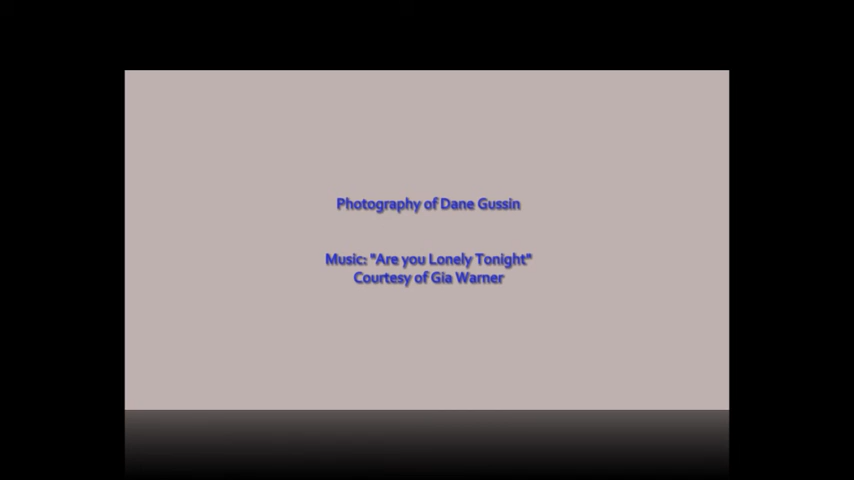 Photography of Dane Gussin
Music: "Are you Lonely Tonight"
Courtesy of Gia Warner